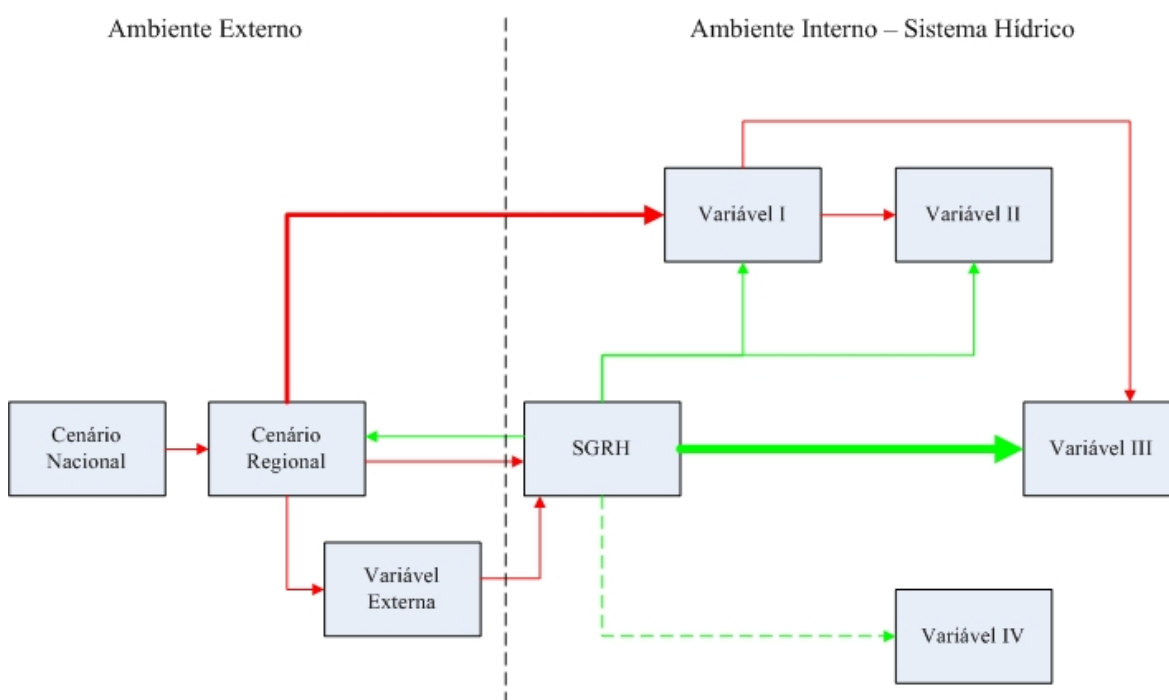 Ambiente Externo
Ambiente Interno – Sistema Hídrico
Variável I
Variável II
Cenário
Nacional
Cenário
Regional
SGRH
Variável III
Variável
Externa
Variável IV